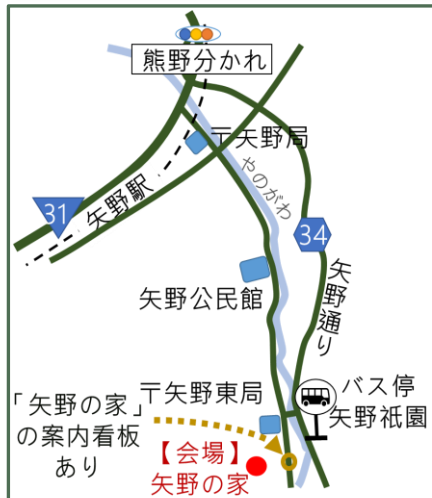 熊野分かれ
〒矢野局
やのがわ
31
矢野駅
34
矢野通り
矢野公民館
〒矢野東局
バス停
矢野祇園
「矢野の家」
の案内看板
あり
【会場】
矢野の家